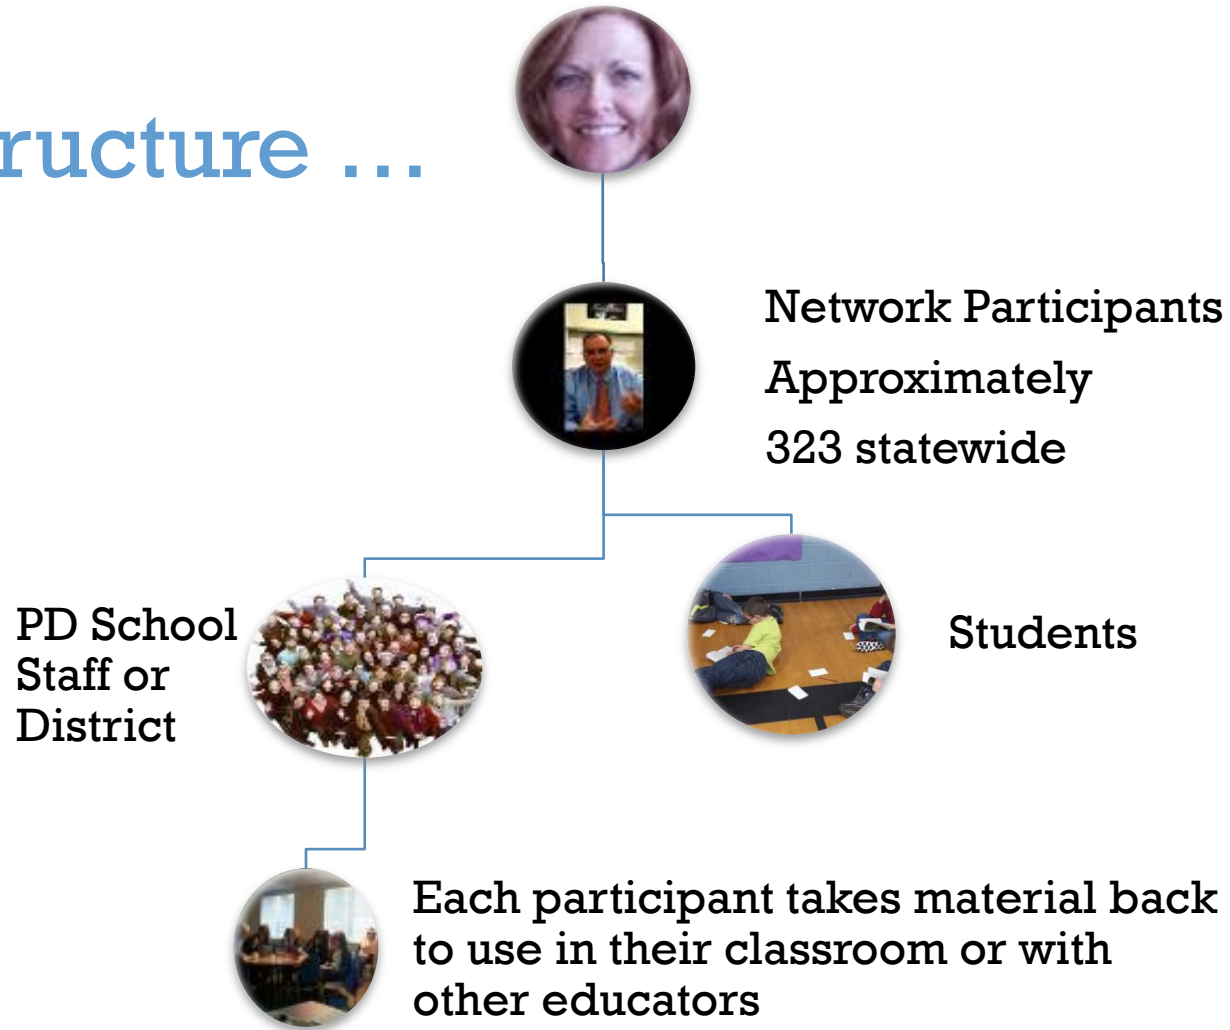 ructure ...
Network Participants
Approximately
323 statewide
PD School
Staff or
District
Students
Each participant takes material back
to use in their classroom or with
other educators